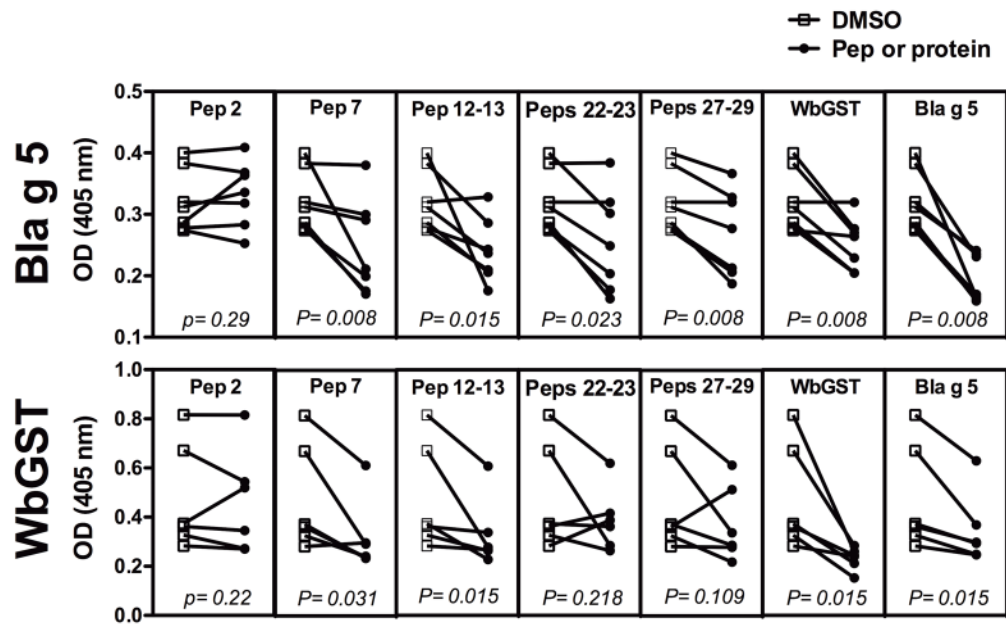 DMSO
Pep or protein
Bla g 5
OD (405 nm)
0.5
0.4
0.3
0.2
0.1
Pep 2
Pep 7
Pep 12-13
Peps 22-23
Peps 27-29
WbGST
Bla g 5
p= 0.29
P= 0.008
P= 0.015
P= 0.023
P= 0.008
P= 0.008
P= 0.008
WbGST
OD (405 nm)
1.0
0.8
0.6
0.4
0.2
0.0
Pep 2
Pep 7
Pep 12-13
Peps 22-23
Peps 27-29
WbGST
Bla g 5
p= 0.22
P= 0.031
P= 0.015
P= 0.218
P= 0.109
P= 0.015
P= 0.015